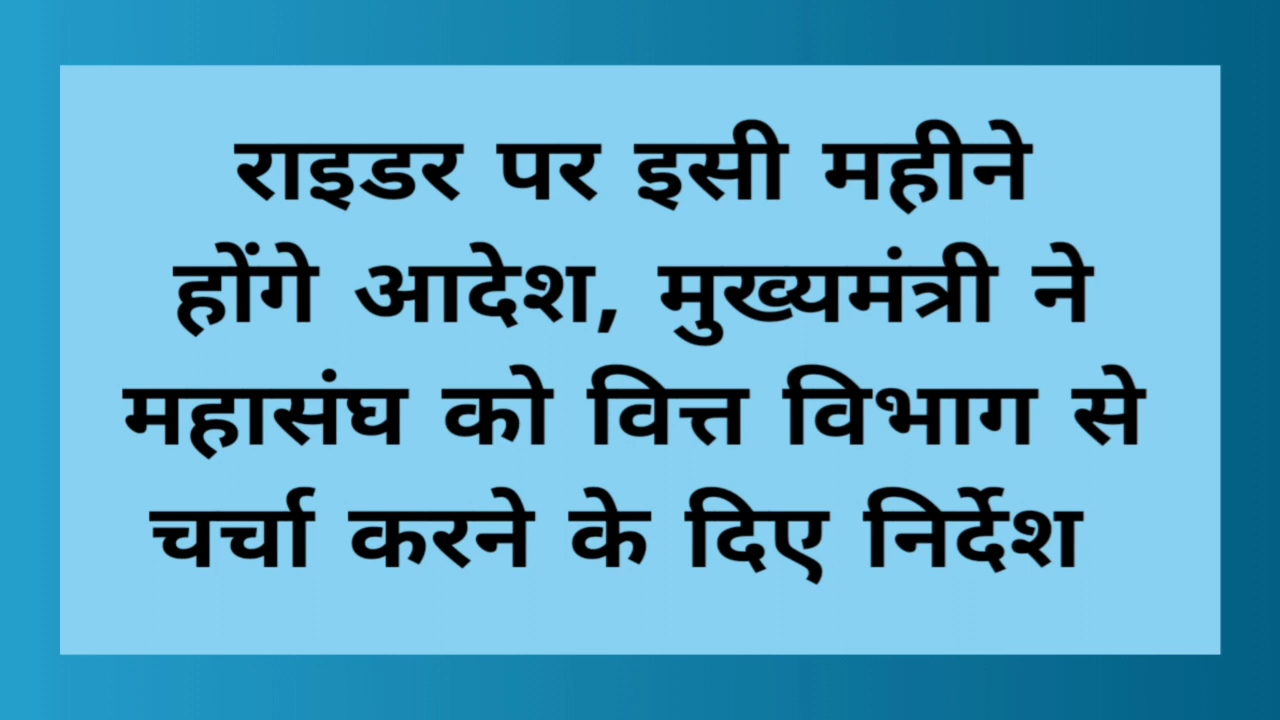 राइडर पर इसी महीने
होंगे आदेश, मुख्यमंत्री ने
महासंघ को वित्त विभाग से
चर्चा करने के दिए निर्देश